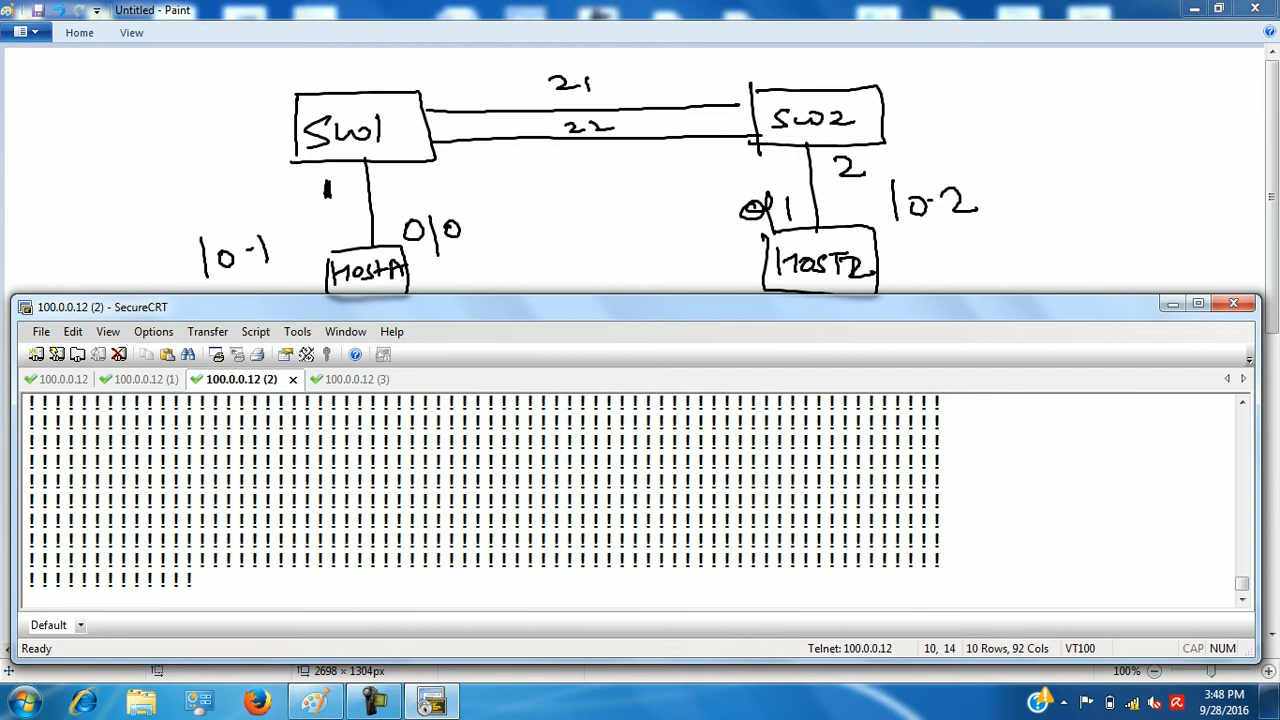 Untitled - Paint
Home View
21
SW1
22
SW2
1
2
10-1
0/0
0/1
10-2
HostA
HOST2
100.0.0.12 (2) - SecureCRT
File Edit View Options Transfer Script Tools Window Help
100.0.0.12 100.0.0.12 (1) 100.0.0.12 (2) 100.0.0.12 (3)
!!!!!!!!!!!!!!!!!!!!!!!!!!!!!!!!!!!!!!!!!!!!!!!!!!!!!!!!!!!!!!!!!!!!!!
!!!!!!!!!!!!!!!!!!!!!!!!!!!!!!!!!!!!!!!!!!!!!!!!!!!!!!!!!!!!!!!!!!!!!!
!!!!!!!!!!!!!!!!!!!!!!!!!!!!!!!!!!!!!!!!!!!!!!!!!!!!!!!!!!!!!!!!!!!!!!
!!!!!!!!!!!!!!!!!!!!!!!!!!!!!!!!!!!!!!!!!!!!!!!!!!!!!!!!!!!!!!!!!!!!!!
!!!!!!!!!!!!!!!!!!!!!!!!!!!!!!!!!!!!!!!!!!!!!!!!!!!!!!!!!!!!!!!!!!!!!!
!!!!!!!!!!!!!!!!!!!!!!!!!!!!!!!!!!!!!!!!!!!!!!!!!!!!!!!!!!!!!!!!!!!!!!
!!!!!!!!!!!!!!!!!!!!!!!!!!!!!!!!!!!!!!!!!!!!!!!!!!!!!!!!!!!!!!!!!!!!!!
!!!!!!!!!!!!!!!!!!!!!!!!!!!!!!!!!!!!!!!!!!!!!!!!!!!!!!!!!!!!!!!!!!!!!!
!!!!!!!!!!!!!!!!!!!!!!!!!!!!!!!!!!!!!!!!!!!!!!!!!!!!!!!!!!!!!!!!!!!!!!
!!!!!!!!!!!!!
Default
Ready Telnet: 100.0.0.12 10, 14 10 Rows, 92 Cols VT100 CAP NUM
2698 × 1304px 100%
3:48 PM
9/28/2016